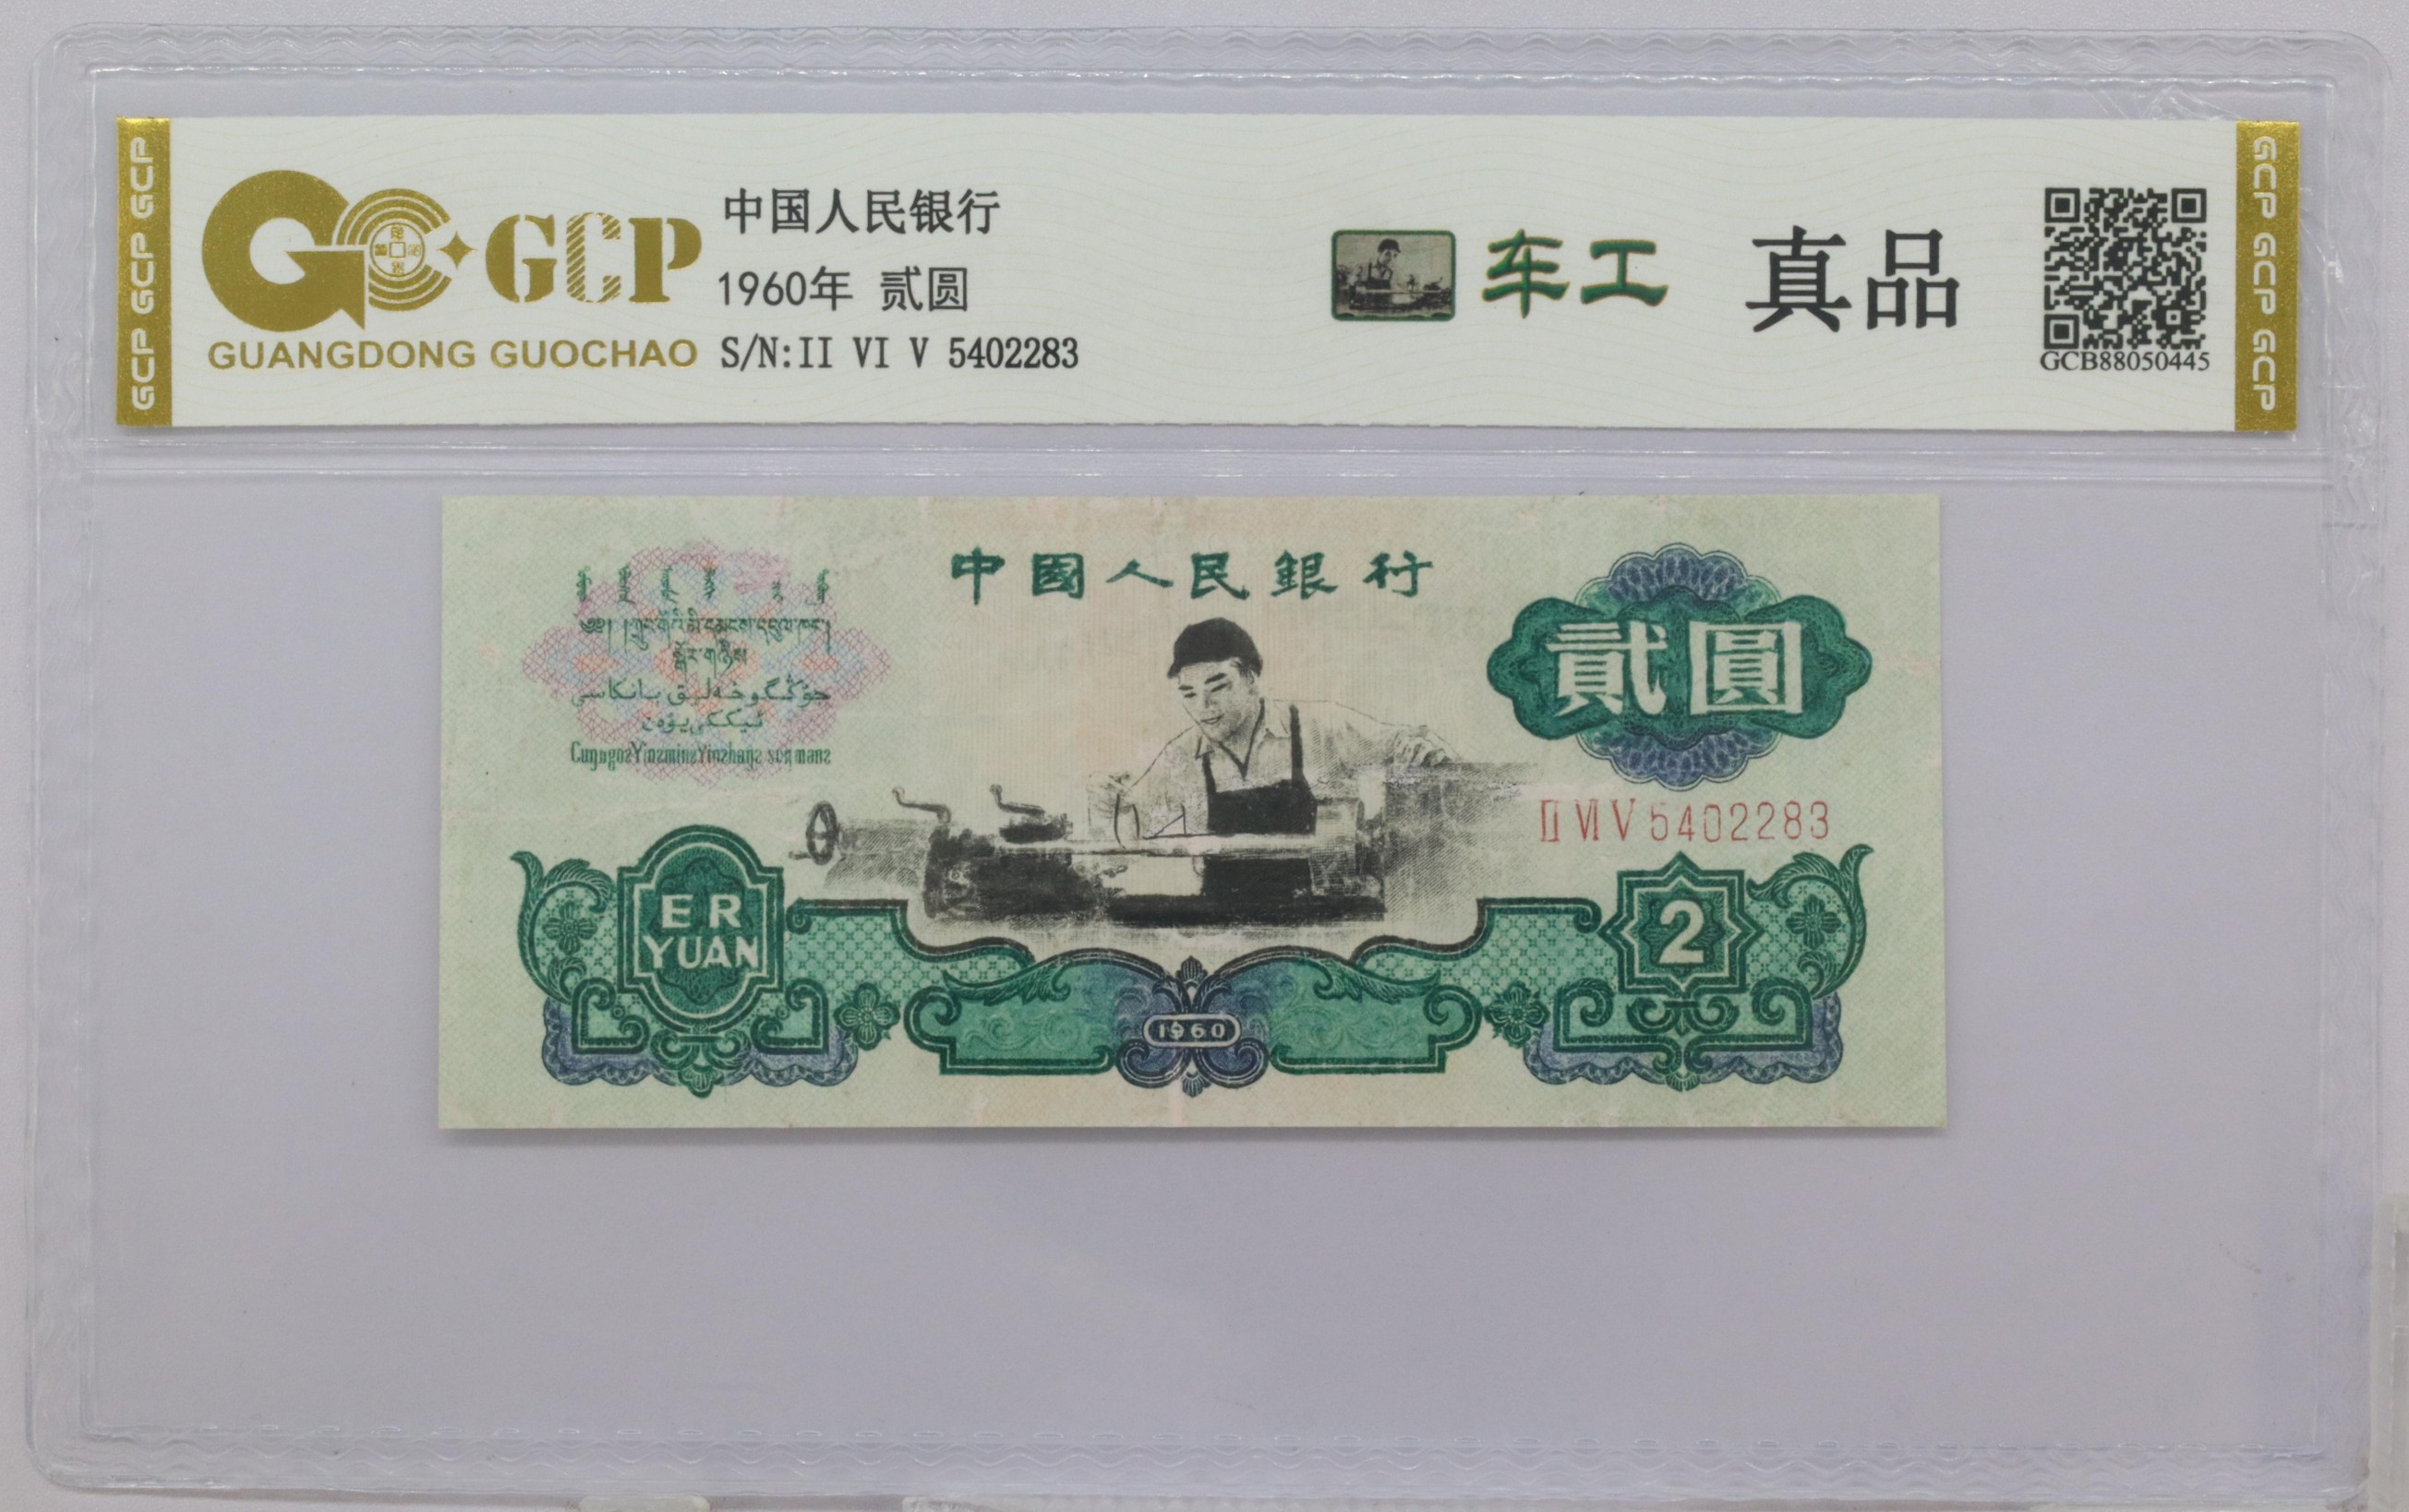 GCP GCP GCP
GCP
GUANGDONG GUOCHAO
中国人民银行
1960年 贰圆
S/N:II VI V 5402283
车工 真品
GCB88050445
GCP GCP GCP
中國人民銀行
貳圓
ⅡⅥⅤ5402283
ER
YUAN
1960
2